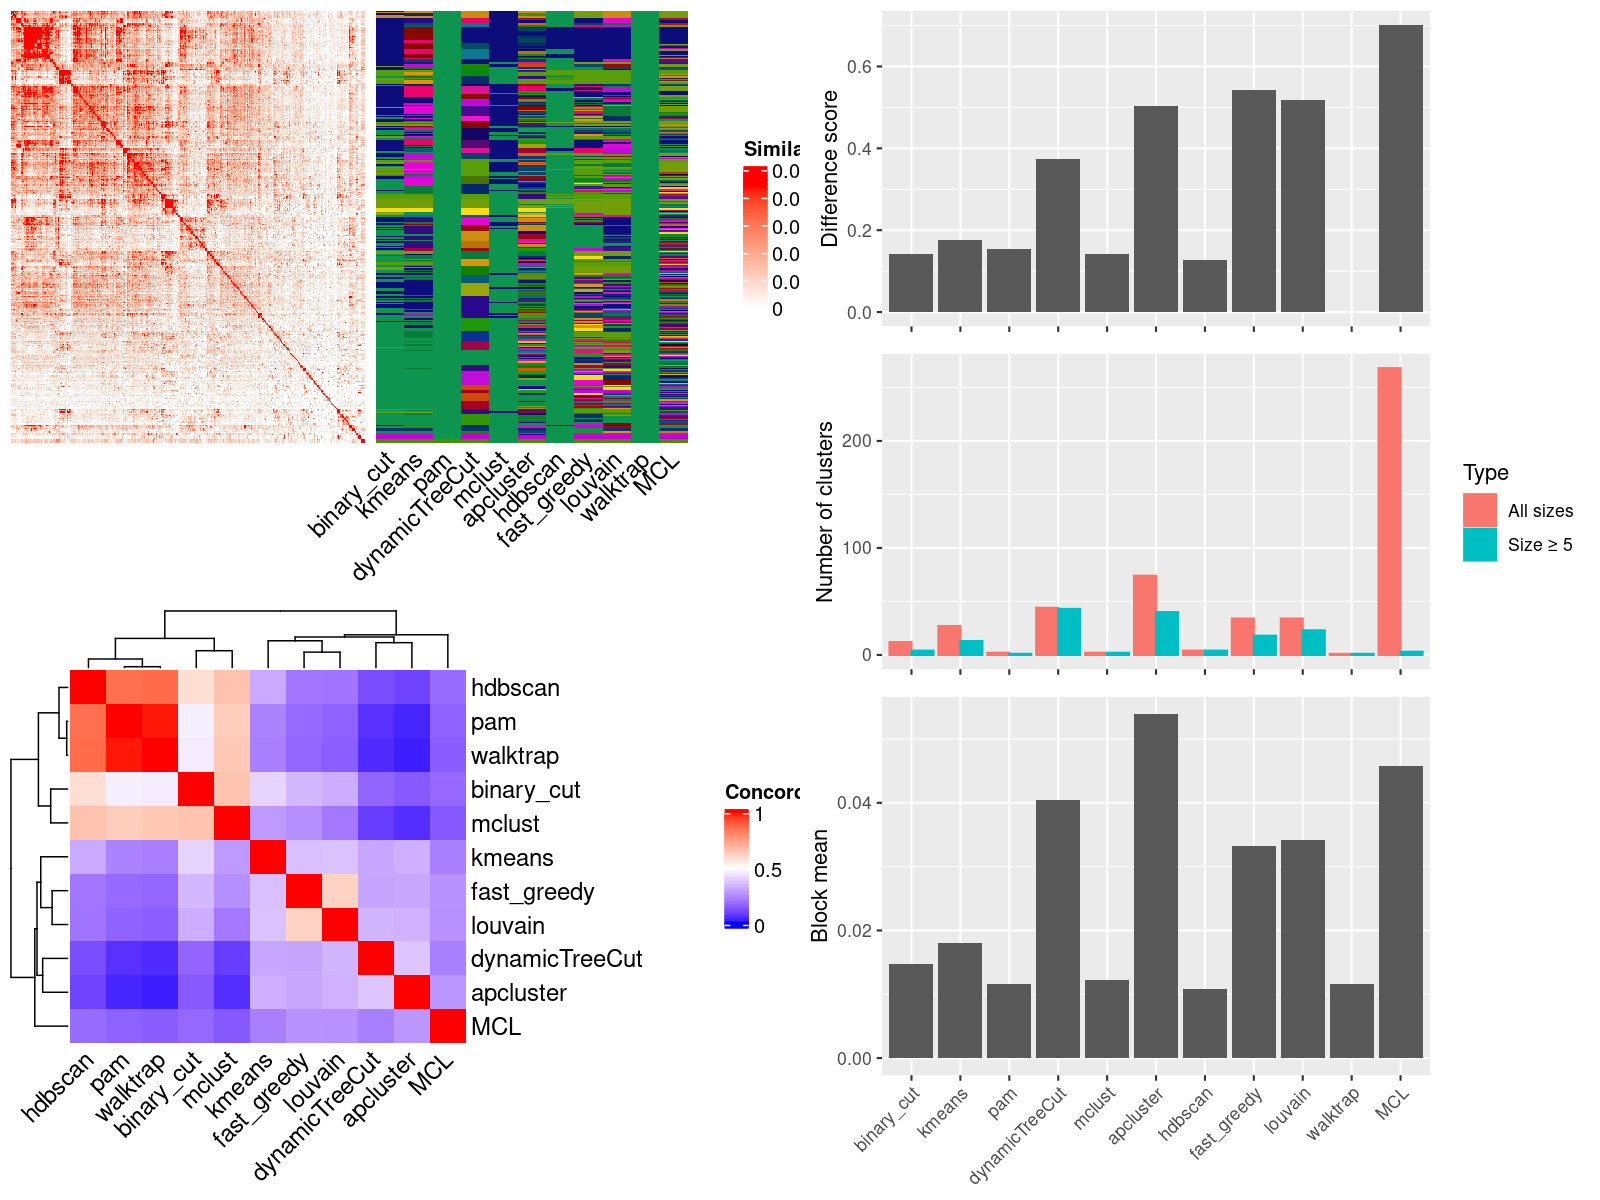 Simila
0.0
0.0
0.0
0.0
0.0
0
binary_cut
kmeans
pam
dynamicTreeCut
mclust
apcluster
hdbscan
fast_greedy
louvain
walktrap
MCL
hdbscan
pam
walktrap
binary_cut
mclust
kmeans
fast_greedy
louvain
dynamicTreeCut
apcluster
MCL
hdbscan
pam
walktrap
binary_cut
mclust
kmeans
fast_greedy
louvain
dynamicTreeCut
apcluster
MCL
Concord
1
0.5
0
Difference score
0.6
0.4
0.2
0.0
Number of clusters
200
100
0
Type
All sizes
Size ≥ 5
Block mean
0.04
0.02
0.00
binary_cut
kmeans
pam
dynamicTreeCut
mclust
apcluster
hdbscan
fast_greedy
louvain
walktrap
MCL